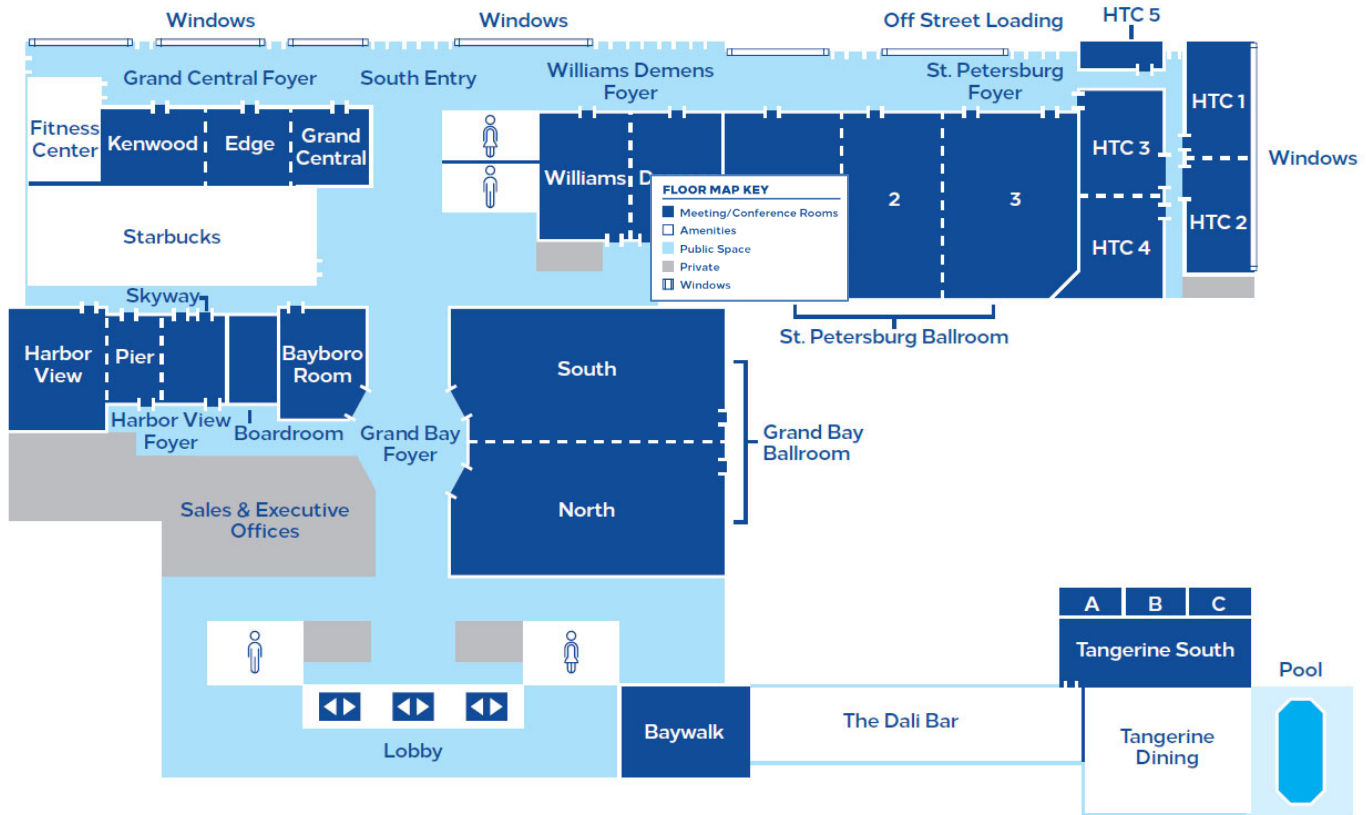 Windows
Windows
Off Street Loading
HTC 5
Grand Central Foyer
South Entry
Williams Demens
Foyer
St. Petersburg
Foyer
HTC 1
Fitness
Center
Kenwood
Edge
Grand
Central
HTC 3
Windows
Williams
FLOOR MAP KEY
Meeting/Conference Rooms
Amenities
Public Space
Private
Windows
2
3
HTC 2
HTC 4
Starbucks
Skyway
St. Petersburg Ballroom
Harbor
View
Pier
Bayboro
Room
South
Harbor View
Foyer
Boardroom
Grand Bay
Foyer
Grand Bay
Ballroom
Sales & Executive
Offices
North
A
B
C
Tangerine South
Pool
Baywalk
The Dali Bar
Tangerine
Dining
Lobby